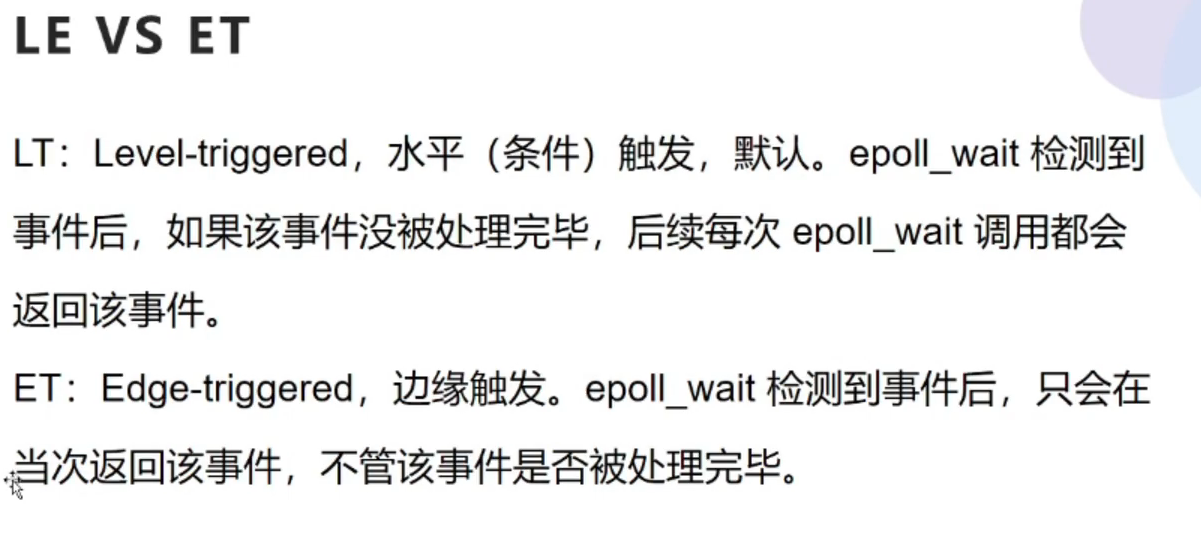 LE VS ET
LT：Level-triggered，水平（条件）触发，默认。epoll_wait 检测到
事件后，如果该事件没被处理完毕，后续每次 epoll_wait 调用都会
返回该事件。
ET：Edge-triggered，边缘触发。epoll_wait 检测到事件后，只会在
当次返回该事件，不管该事件是否被处理完毕。